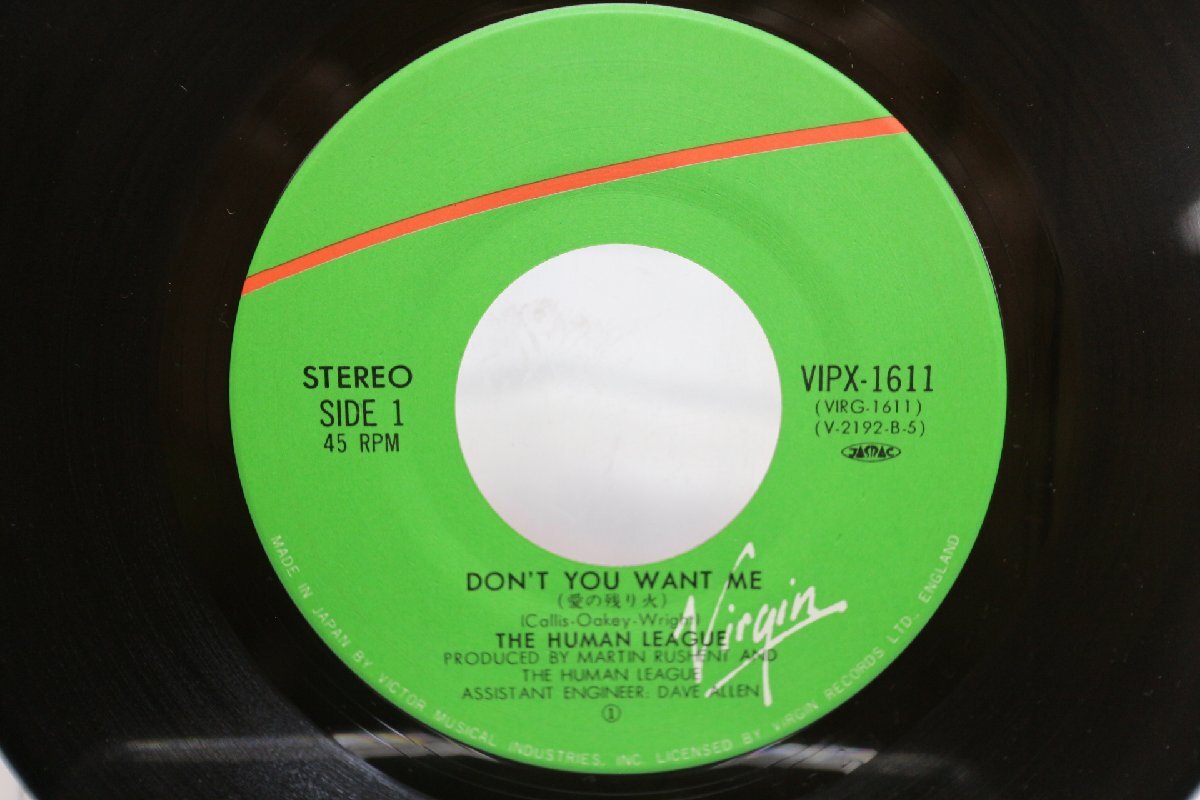 STEREO
SIDE 1
45 RPM
VIPX-1611
(VIRG-1611)
(V-2192-B-5)
JASRAC
DON'T YOU WANT ME
(愛の残り火)
(Callis-Oakey-Wright)
THE HUMAN LEAGUE
PRODUCED BY MARTIN RUSHENT AND
THE HUMAN LEAGUE
ASSISTANT ENGINEER: DAVE ALLEN
①
Virgin
MADE IN JAPAN BY VICTOR MUSICAL INDUSTRIES, INC. LICENSED BY VIRGIN RECORDS LTD., ENGLAND